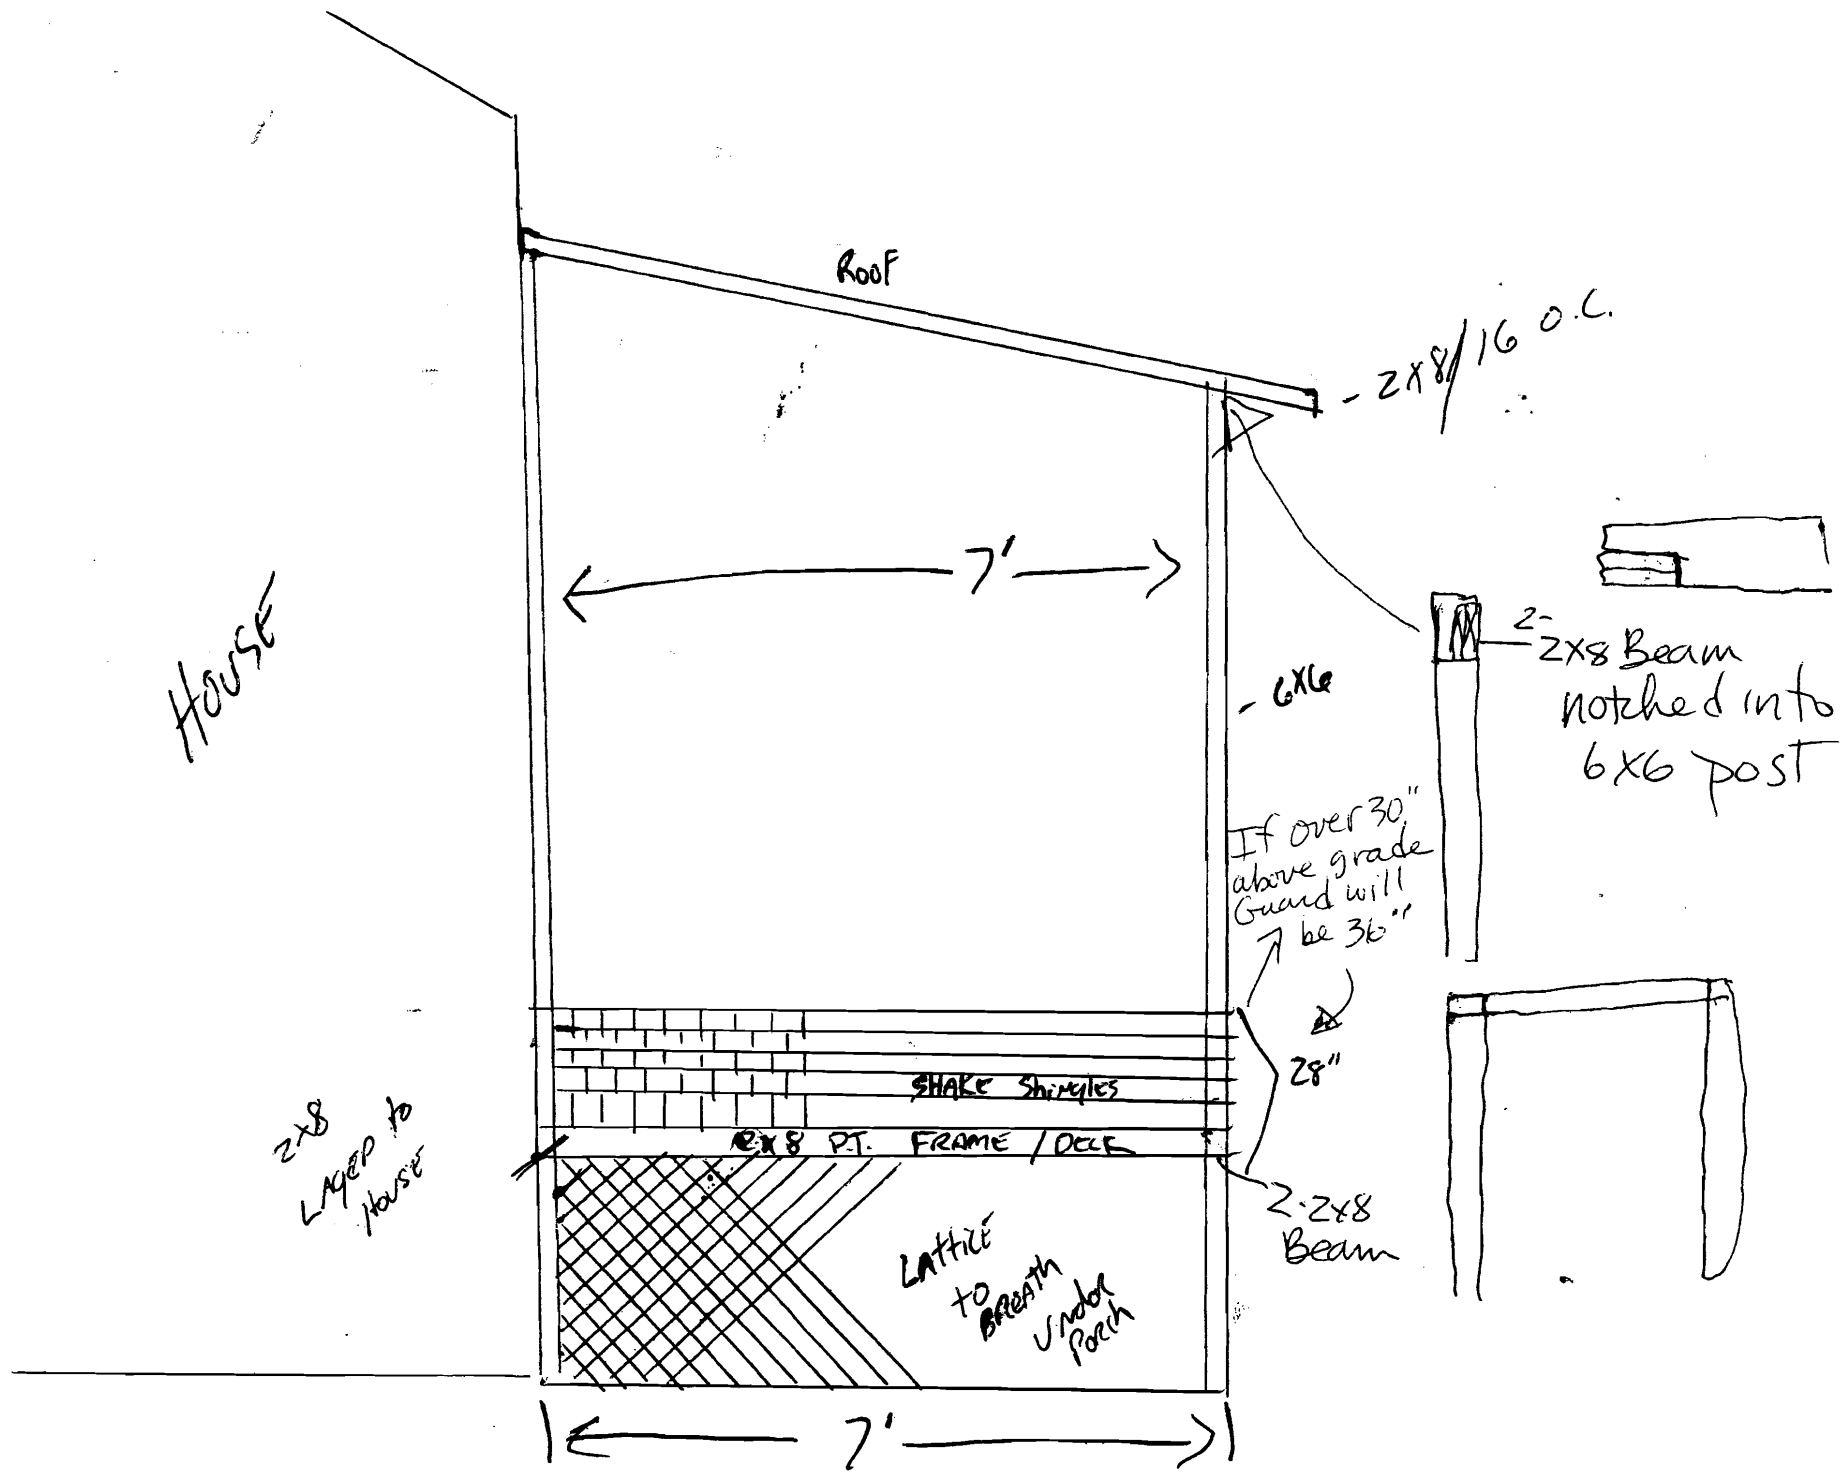 Roof
- 2x8/16 O.C.
7'
HOUSE
2-
2x8 Beam
notched into
6x6 post
- 6x6
If over 30"
above grade
Guard will
be 36"
28"
SHAKE SHINGLES
2x8 P.T. FRAME / DECK
2x8
LAGED to
HOUSE
2-2x8
Beam
LATTICE
to
BREATH
Under
Porch
7'